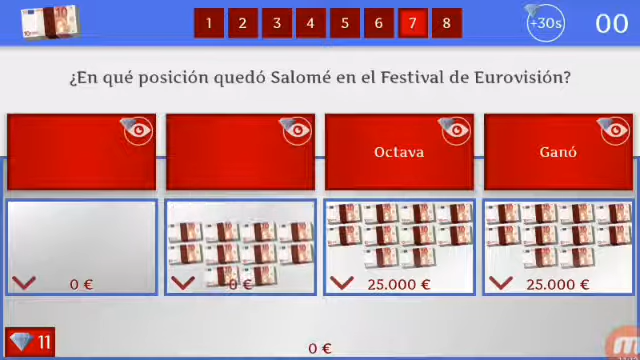 1 2 3 4 5 6 7 8 +30s 00
¿En qué posición quedó Salomé en el Festival de Eurovisión?
Octava Ganó
0 € 0 € 25.000 € 25.000 €
11
0 €